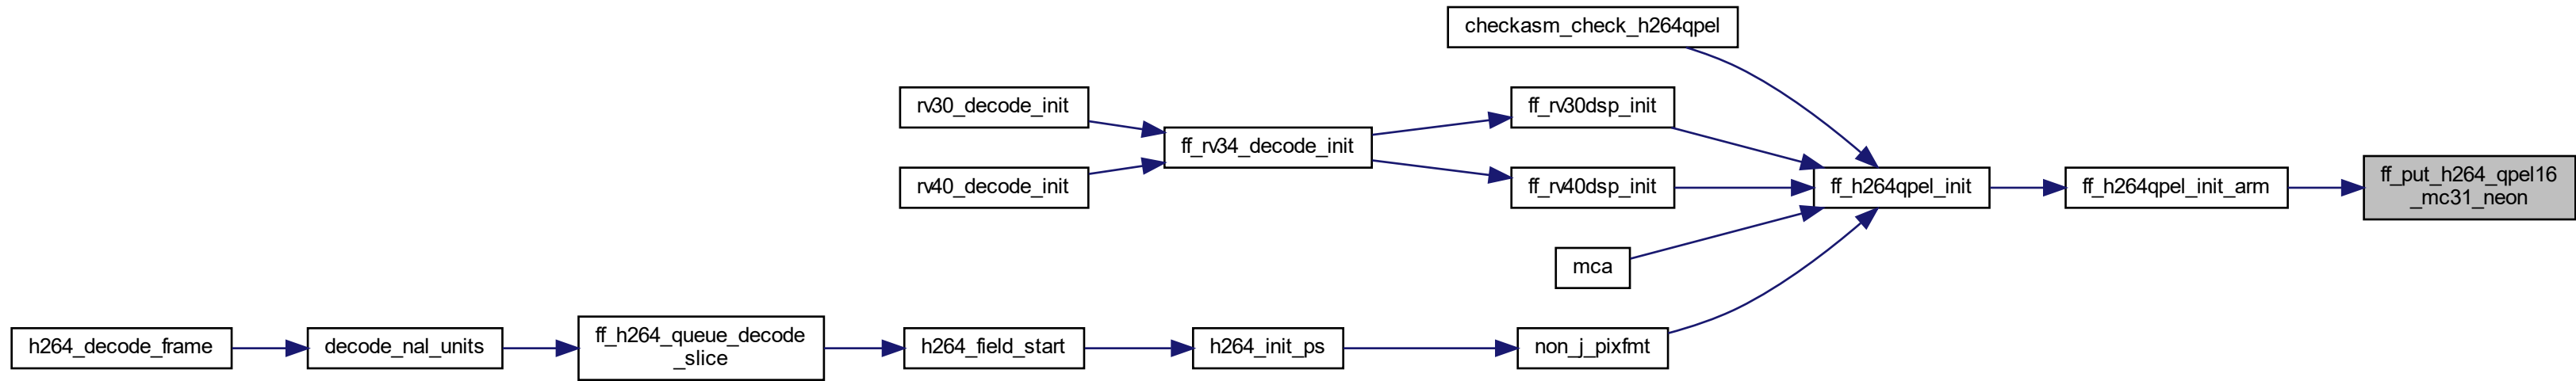 checkasm_check_h264qpel
rv30_decode_init
ff_rv30dsp_init
ff_rv34_decode_init
rv40_decode_init
ff_rv40dsp_init
ff_h264qpel_init
ff_h264qpel_init_arm
ff_put_h264_qpel16
_mc31_neon
mca
h264_decode_frame
decode_nal_units
ff_h264_queue_decode
_slice
h264_field_start
h264_init_ps
non_j_pixfmt